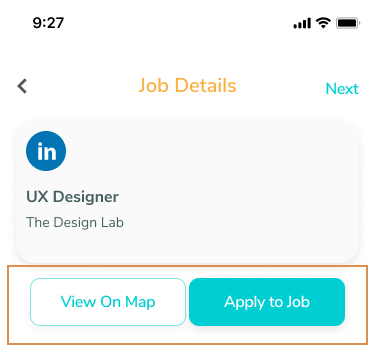 9:27
Job Details
Next
in
UX Designer
The Design Lab
View On Map
Apply to Job